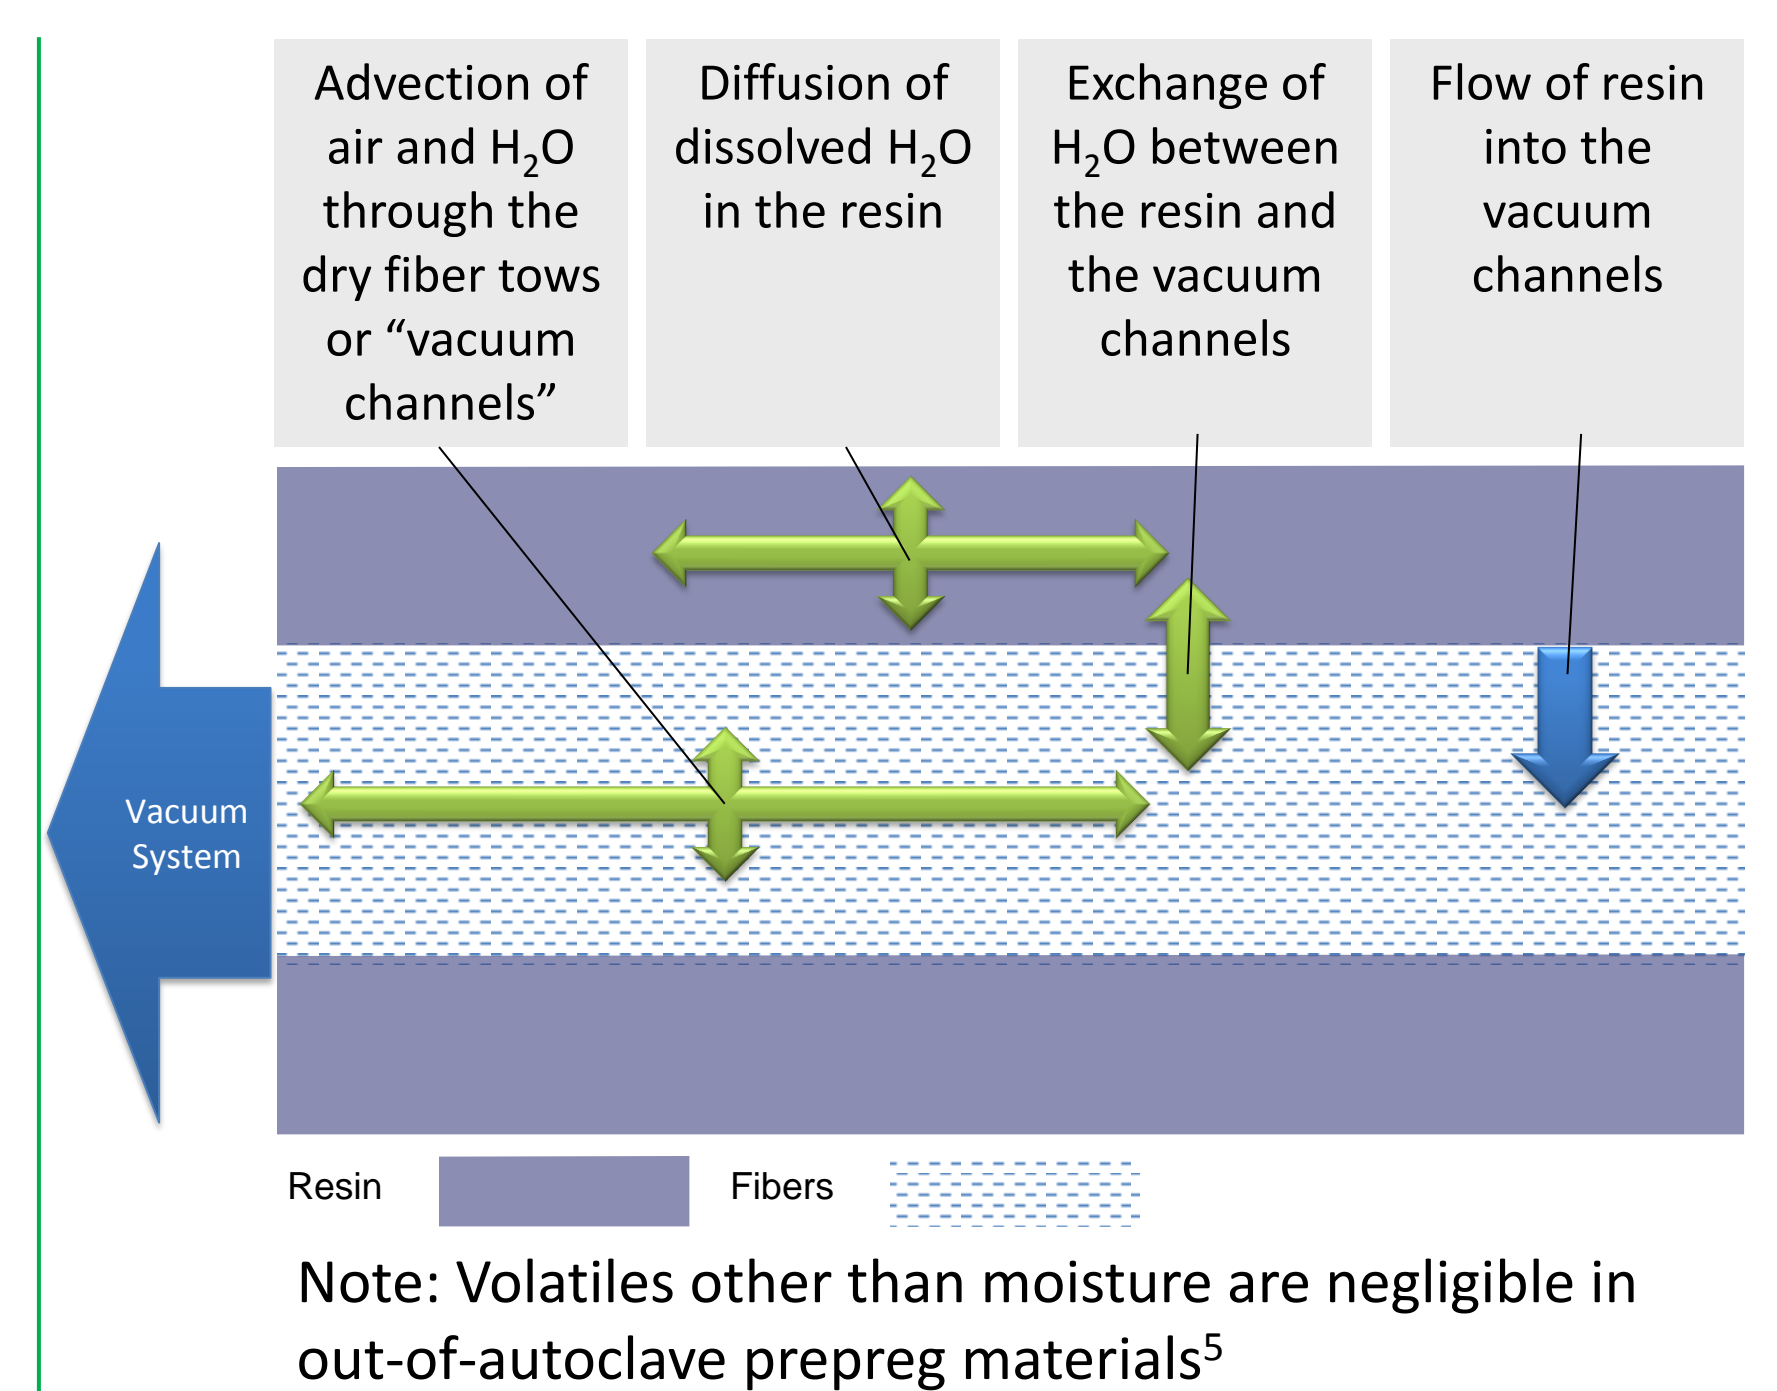 Advection of
air and H₂O
through the
dry fiber tows
or “vacuum
channels”
Diffusion of
dissolved H₂O
in the resin
Exchange of
H₂O between
the resin and
the vacuum
channels
Flow of resin
into the
vacuum
channels
Vacuum
System
Resin
Fibers
Note: Volatiles other than moisture are negligible in
out-of-autoclave prepreg materials⁵